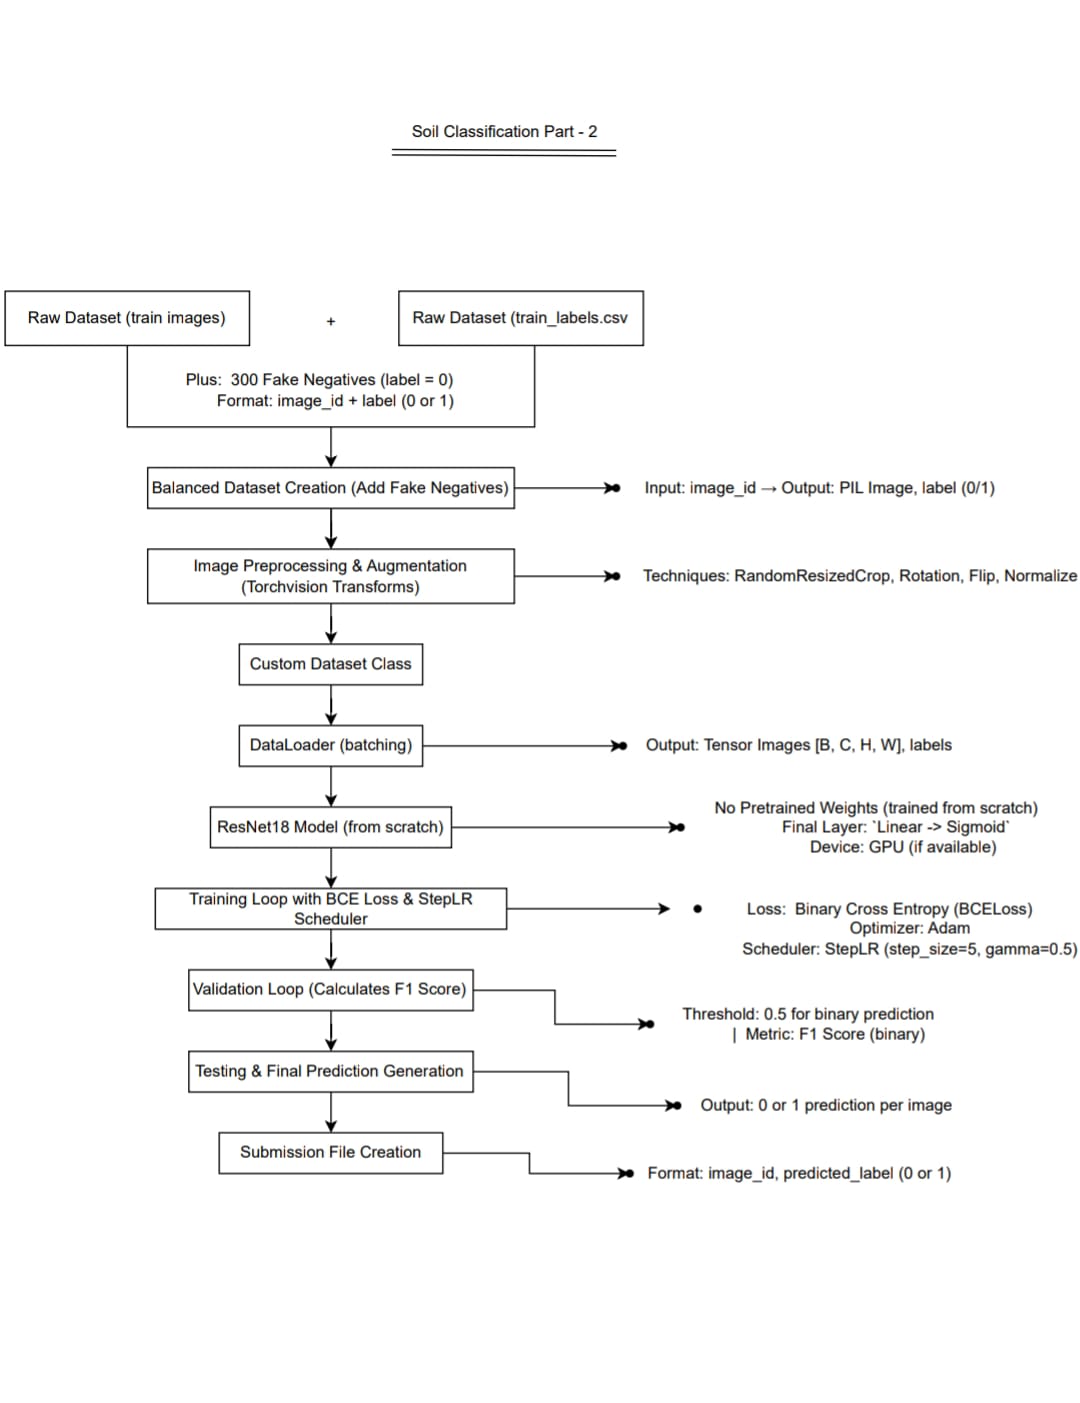 Soil Classification Part - 2
Raw Dataset (train images)
+
Raw Dataset (train_labels.csv
Plus:  300 Fake Negatives (label = 0)
Format: image_id + label (0 or 1)
Balanced Dataset Creation (Add Fake Negatives)
Input: image_id → Output: PIL Image, label (0/1)
Image Preprocessing & Augmentation
(Torchvision Transforms)
Techniques: RandomResizedCrop, Rotation, Flip, Normalize
Custom Dataset Class
DataLoader (batching)
Output: Tensor Images [B, C, H, W], labels
ResNet18 Model (from scratch)
No Pretrained Weights (trained from scratch)
Final Layer: `Linear -> Sigmoid`
Device: GPU (if available)
Training Loop with BCE Loss & StepLR
Scheduler
Loss:  Binary Cross Entropy (BCELoss)
Optimizer: Adam
Scheduler: StepLR (step_size=5, gamma=0.5)
Validation Loop (Calculates F1 Score)
Threshold: 0.5 for binary prediction
| Metric: F1 Score (binary)
Testing & Final Prediction Generation
Output: 0 or 1 prediction per image
Submission File Creation
Format: image_id, predicted_label (0 or 1)